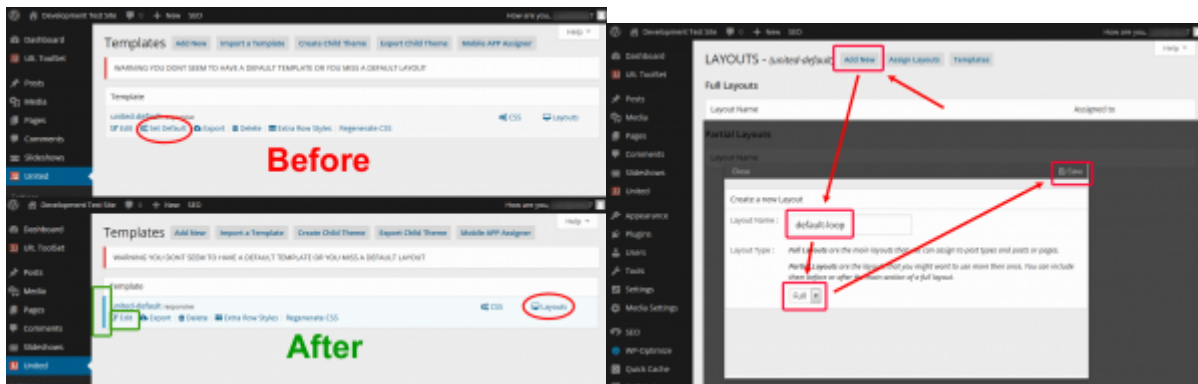 Development Test Site 0 + New SEO
How are you,
Help
Dashboard
UL ToolSet
Posts
Media
Pages
Comments
Slideshows
United
Templates Add New Import a Template Create Child Theme Export Child Theme Mobile APP Assigner
WARNING YOU DONT SEEM TO HAVE A DEFAULT TEMPLATE OR YOU MISS A DEFAULT LAYOUT
Template
united-default responsive
CSS Layouts
Edit Set Default Export Delete Extra Row Styles Regenerate CSS
Before
Development Test Site 0 + New SEO
How are you,
Help
Dashboard
UL ToolSet
Posts
Media
Pages
Comments
Slideshows
United
Templates Add New Import a Template Create Child Theme Export Child Theme Mobile APP Assigner
WARNING YOU DONT SEEM TO HAVE A DEFAULT TEMPLATE OR YOU MISS A DEFAULT LAYOUT
Template
united-default responsive
CSS Layouts
Edit Export Delete Extra Row Styles Regenerate CSS
After
Development Test Site 0 + New SEO
How are you,
Help
Dashboard
UL ToolSet
Posts
Media
Pages
Comments
Slideshows
United
Appearance
Plugins
Users
Tools
Settings
Media Settings
SEO
WP-Optimize
Quick Cache
LAYOUTS - (united-default) Add New Assign Layouts Templates
Full Layouts
Layout Name Assigned to
Partial Layouts
Layout Name
Close Save
Create a new Layout
Layout Name : default-loop
Layout Type : Full Layouts are the main layouts that you can assign to post types and posts or pages.
Partial Layouts are the layouts that you might want to use more then once. You can include
them before or after the main section of a full layout.
Full